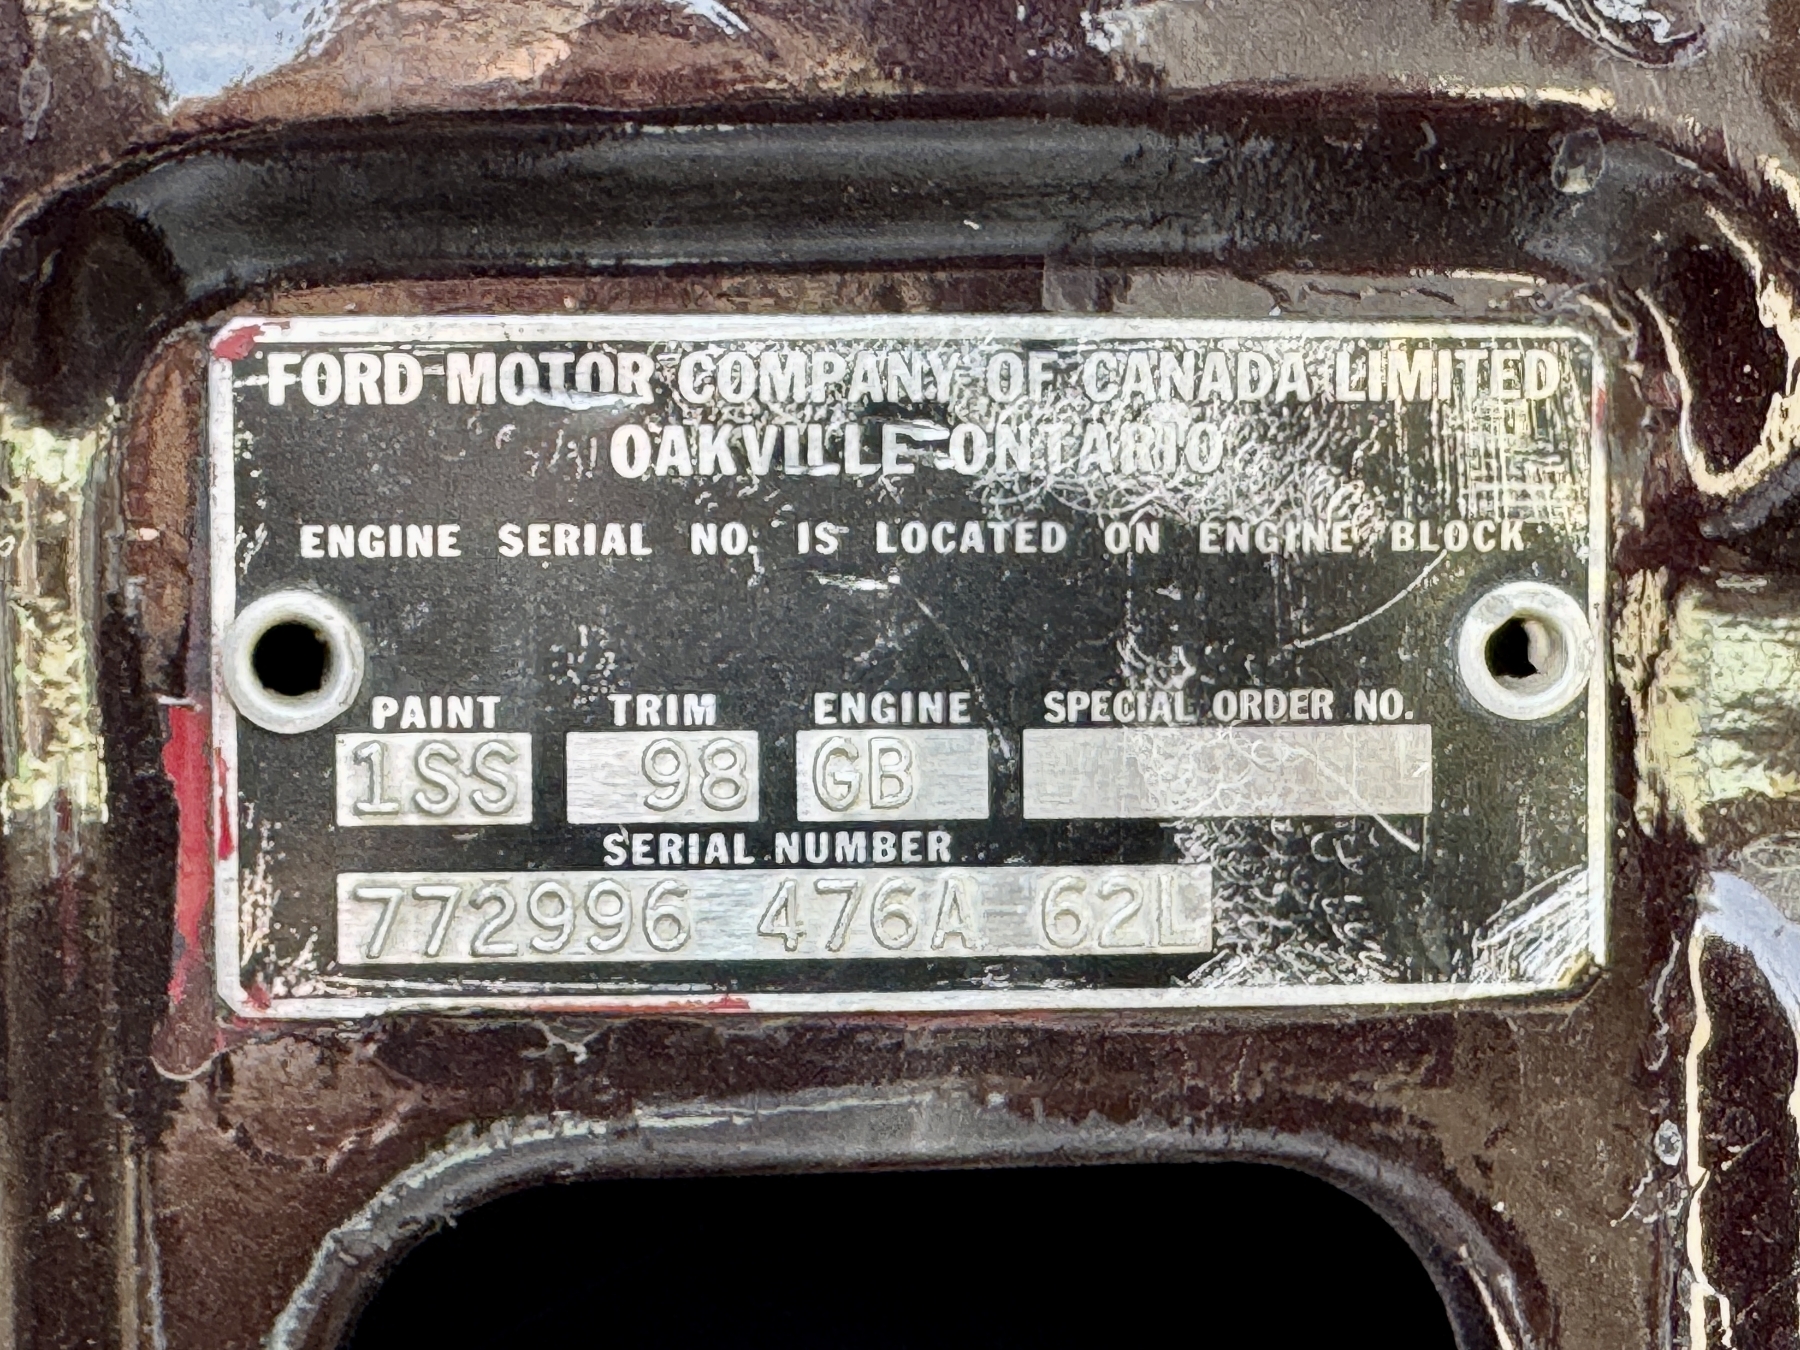 FORD MOTOR COMPANY OF CANADA LIMITED
OAKVILLE ONTARIO
ENGINE SERIAL NO. IS LOCATED ON ENGINE BLOCK
PAINT TRIM ENGINE SPECIAL ORDER NO.
1SS 98 GB
SERIAL NUMBER
772996 476A 62L